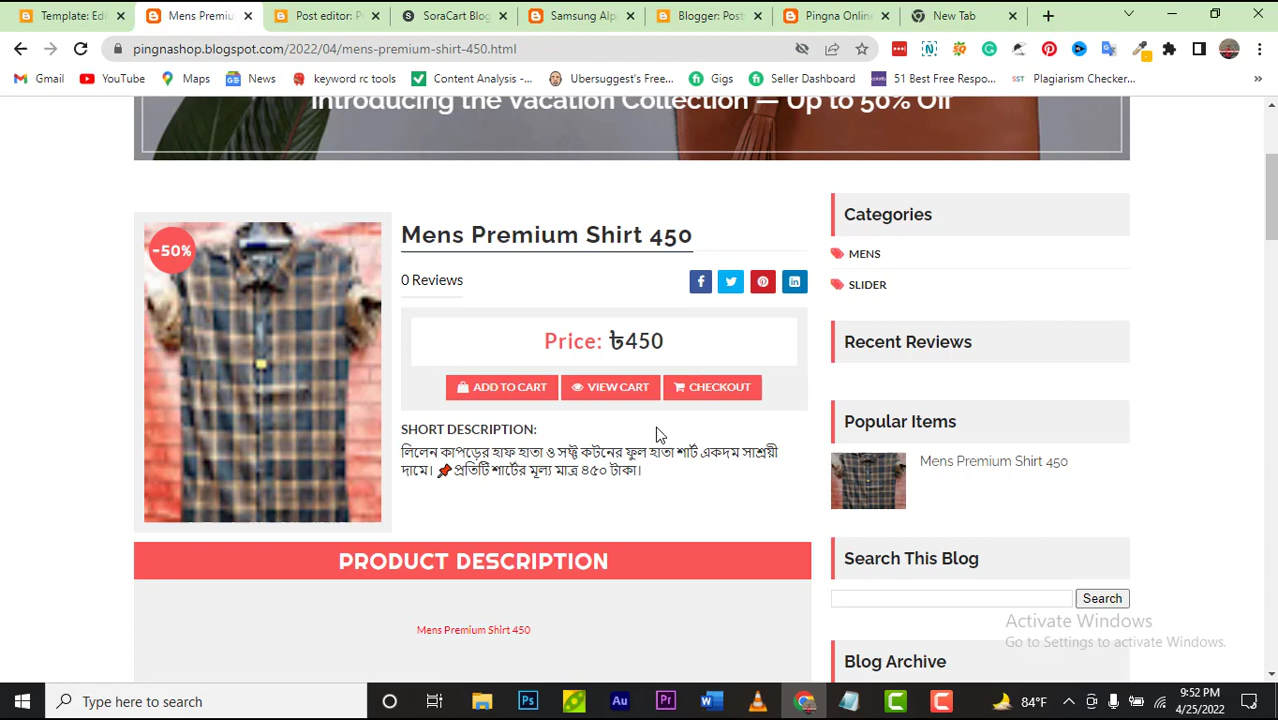 Template: Edi
Mens Premiu
Post editor: P
SoraCart Blog
Samsung Alp
Blogger: Post
Pingna Online
New Tab
pingnashop.blogspot.com/2022/04/mens-premium-shirt-450.html
Gmail
YouTube
Maps
News
keyword rc tools
Content Analysis -...
Ubersuggest's Free...
Gigs
Seller Dashboard
51 Best Free Respo...
Plagiarism Checker...
Introducing the Vacation Collection — Up to 50% Off
-50%
Mens Premium Shirt 450
0 Reviews
Price: ৳450
ADD TO CART
VIEW CART
CHECKOUT
SHORT DESCRIPTION:
লিলেন কাপড়ের হাফ হাতা ও সফ্ট কটনের ফুল হাতা শার্ট একদম সাশ্রয়ী
দামে। 📌প্রতিটি শার্টের মূল্য মাত্র ৪৫০ টাকা।
PRODUCT DESCRIPTION
Mens Premium Shirt 450
Categories
MENS
SLIDER
Recent Reviews
Popular Items
Mens Premium Shirt 450
Search This Blog
Search
Activate Windows
Go to Settings to activate Windows.
Blog Archive
Type here to search
84°F
9:52 PM
4/25/2022